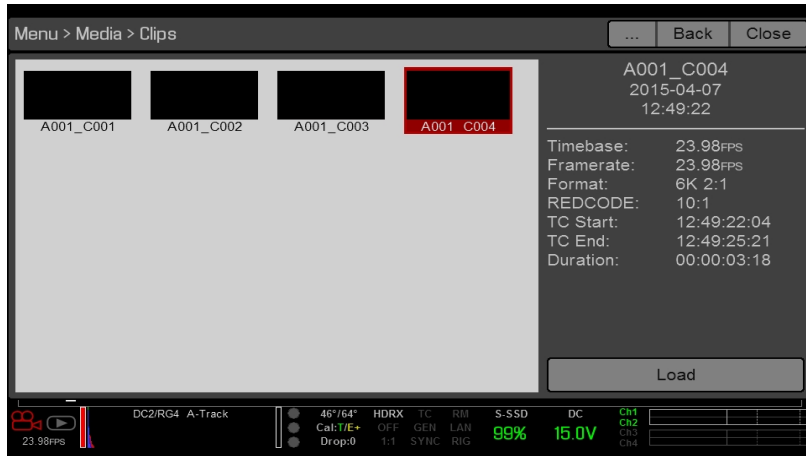 Menu > Media > Clips
... Back Close
A001_C001 A001_C002 A001_C003 A001_C004
A001_C004
2015-04-07
12:49:22
Timebase: 23.98FPS
Framerate: 23.98FPS
Format: 6K 2:1
REDCODE: 10:1
TC Start: 12:49:22:04
TC End: 12:49:25:21
Duration: 00:00:03:18
Load
DC2/RG4 A-Track 46°/64° HDRX TC RM S-SSD DC Ch1
Cal:T/E+ OFF GEN LAN 99% 15.0V Ch2
23.98FPS Drop:0 1:1 SYNC RIG Ch3
Ch4